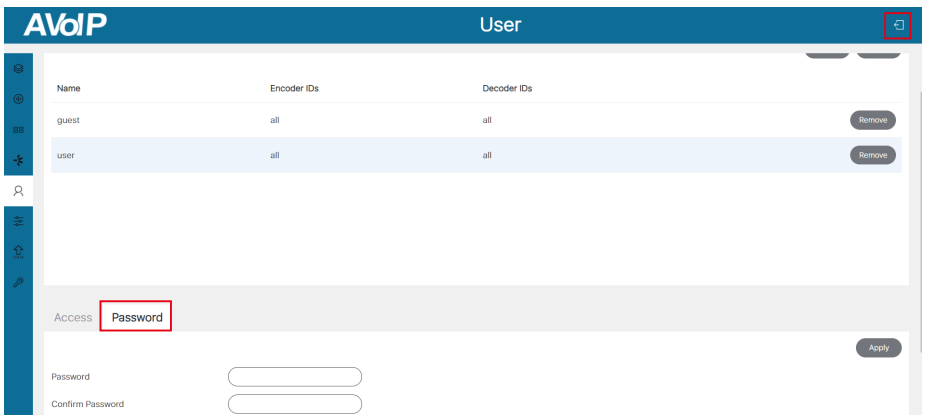 AVoIP User
Name Encoder IDs Decoder IDs
guest all all Remove
user all all Remove
Access Password
Apply
Password
Confirm Password